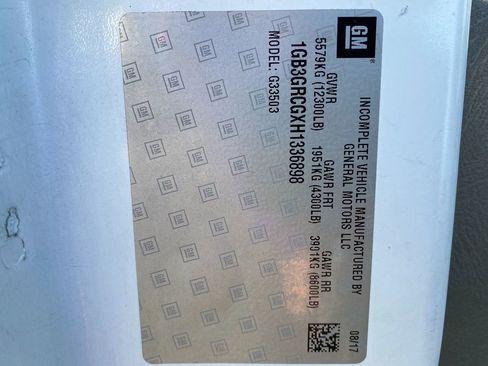 GM
INCOMPLETE VEHICLE MANUFACTURED BY
GENERAL MOTORS LLC
08/17
GVWR GAWR FRT GAWR RR
5579KG (12300LB) 1951KG (4300LB) 3901KG (8600LB)
1GB3GRCGXH1336898
MODEL: G33503